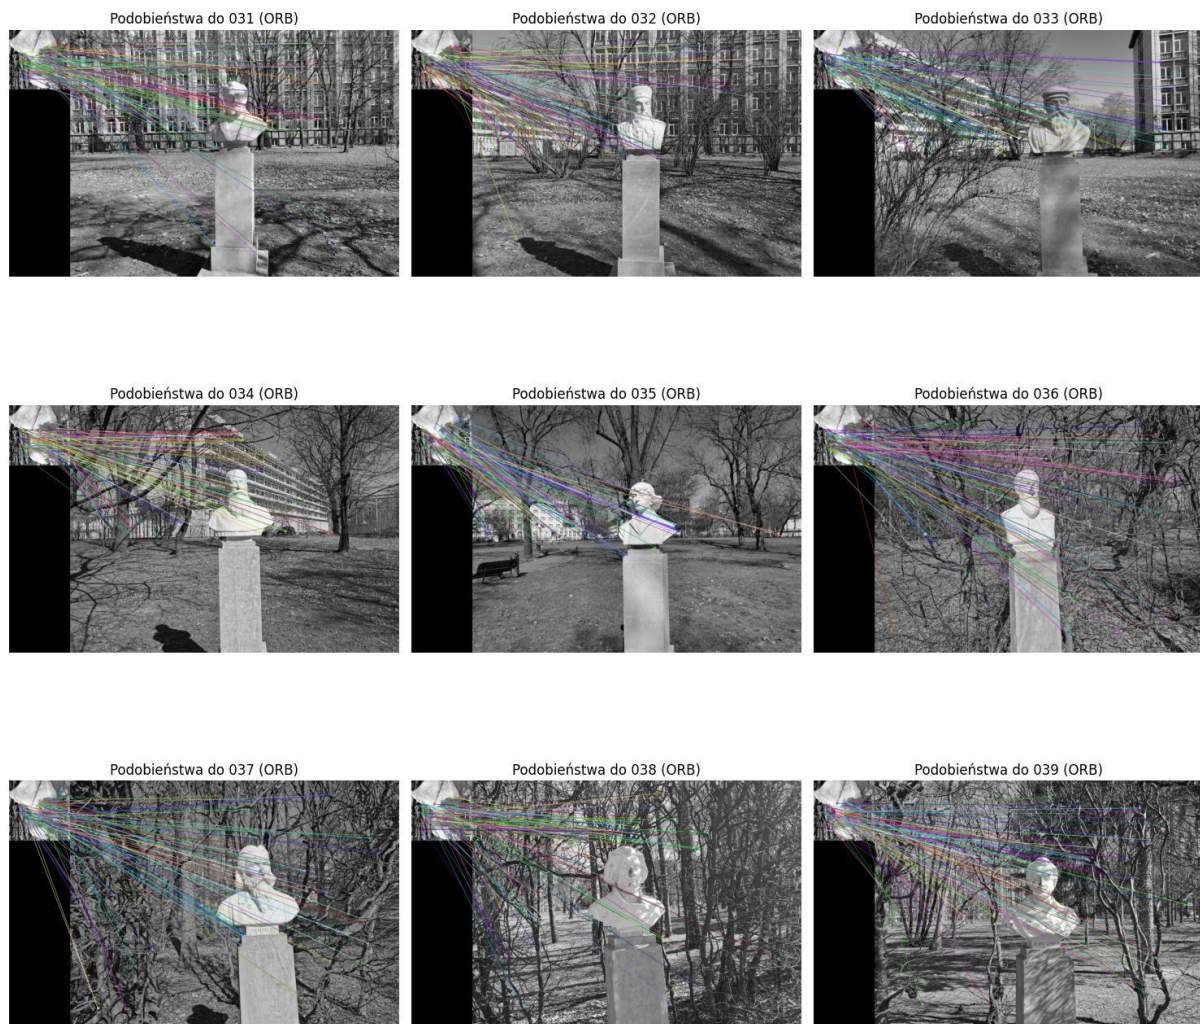 Podobieństwa do 031 (ORB)
Podobieństwa do 032 (ORB)
Podobieństwa do 033 (ORB)
Podobieństwa do 034 (ORB)
Podobieństwa do 035 (ORB)
Podobieństwa do 036 (ORB)
Podobieństwa do 037 (ORB)
Podobieństwa do 038 (ORB)
Podobieństwa do 039 (ORB)